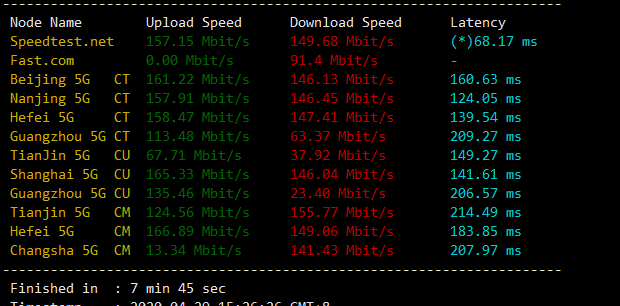 Node Name Upload Speed Download Speed Latency
Speedtest.net 157.15 Mbit/s 149.68 Mbit/s (*)68.17 ms
Fast.com 0.00 Mbit/s 91.4 Mbit/s -
Beijing 5G CT 161.22 Mbit/s 146.13 Mbit/s 160.63 ms
Nanjing 5G CT 157.91 Mbit/s 146.45 Mbit/s 124.05 ms
Hefei 5G CT 158.47 Mbit/s 147.41 Mbit/s 139.54 ms
Guangzhou 5G CT 113.48 Mbit/s 63.37 Mbit/s 209.27 ms
TianJin 5G CU 67.71 Mbit/s 37.92 Mbit/s 149.27 ms
Shanghai 5G CU 165.33 Mbit/s 146.04 Mbit/s 141.61 ms
Guangzhou 5G CU 135.46 Mbit/s 23.40 Mbit/s 206.57 ms
Tianjin 5G CM 124.56 Mbit/s 155.77 Mbit/s 214.49 ms
Hefei 5G CM 166.89 Mbit/s 149.06 Mbit/s 183.85 ms
Changsha 5G CM 13.34 Mbit/s 141.43 Mbit/s 207.97 ms
Finished in : 7 min 45 sec
Timestamp : 2020-04-29 15:26:26 GMT+8